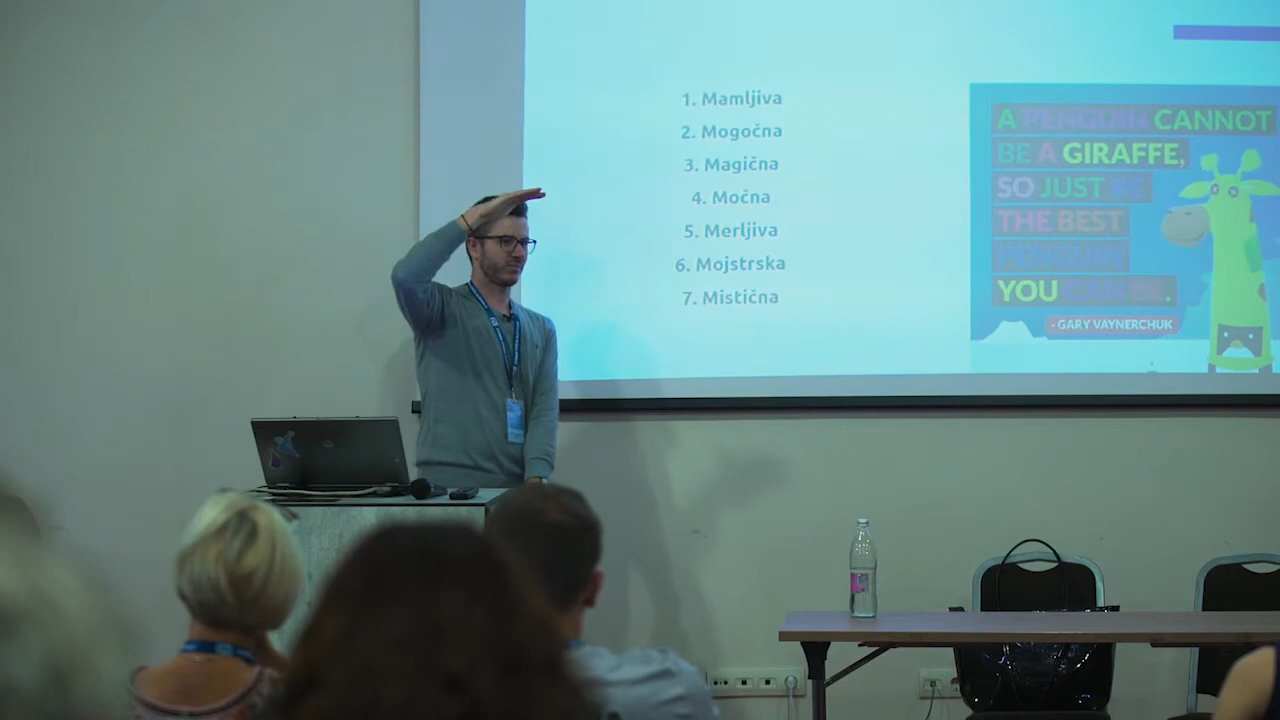 1. Mamljiva
2. Mogočna
3. Magična
4. Močna
5. Merljiva
6. Mojstrska
7. Mistična
A PENGUIN CANNOT
BE A GIRAFFE,
SO JUST BE
THE BEST
PENGUIN
YOU CAN BE.
- GARY VAYNERCHUK